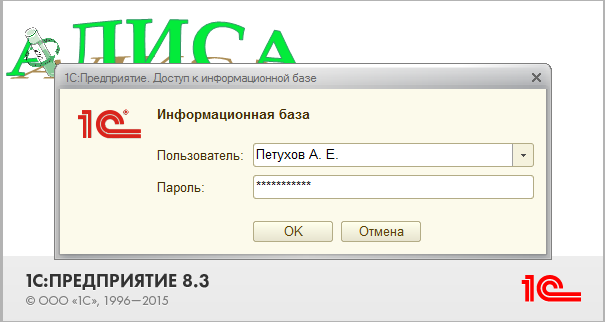 АЛИСА
1С:Предприятие. Доступ к информационной базе
1С
Информационная база
Пользователь: Петухов А. Е.
Пароль: ***********
OK Отмена
1С:ПРЕДПРИЯТИЕ 8.3
© ООО «1С», 1996—2015
1С